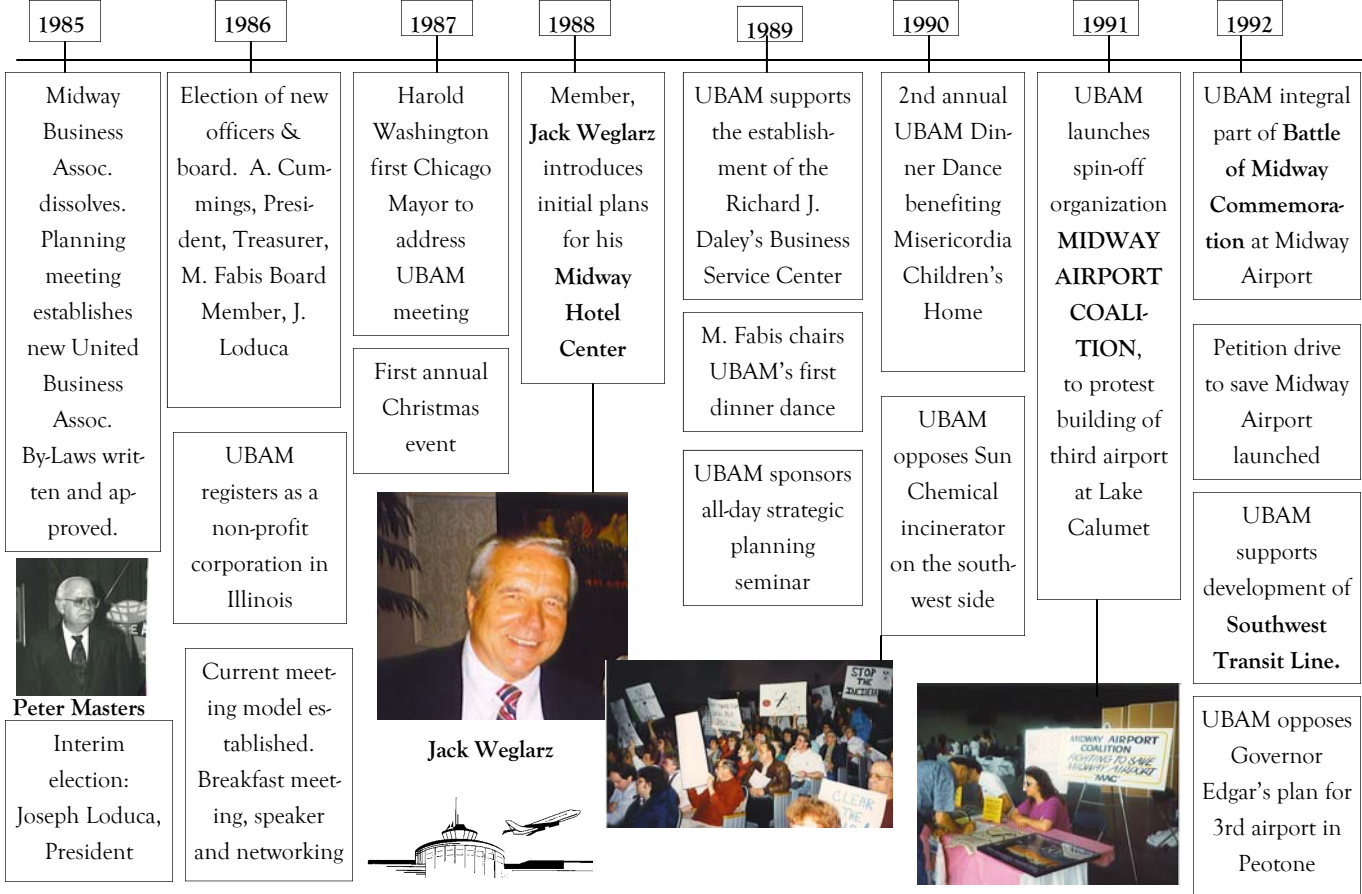 1985
Midway
Business
Assoc.
dissolves.
Planning
meeting
establishes
new United
Business
Assoc.
By-Laws writ-
ten and ap-
proved.
Peter Masters
Interim
election:
Joseph Loduca,
President
1986
Election of new
officers &
board. A. Cum-
mings, Presi-
dent, Treasurer,
M. Fabis Board
Member, J.
Loduca
UBAM
registers as a
non-profit
corporation in
Illinois
Current meet-
ing model es-
tablished.
Breakfast meet-
ing, speaker
and networking
1987
Harold
Washington
first Chicago
Mayor to
address
UBAM
meeting
First annual
Christmas
event
1988
Member,
Jack Weglarz
introduces
initial plans
for his
Midway
Hotel
Center
Jack Weglarz
1989
UBAM supports
the establish-
ment of the
Richard J.
Daley's Business
Service Center
M. Fabis chairs
UBAM's first
dinner dance
UBAM sponsors
all-day strategic
planning
seminar
1990
2nd annual
UBAM Din-
ner Dance
benefiting
Misericordia
Children's
Home
UBAM
opposes Sun
Chemical
incinerator
on the south-
west side
STOP
THE
CLEAR
THE
1991
UBAM
launches
spin-off
organization
MIDWAY
AIRPORT
COALI-
TION,
to protest
building of
third airport
at Lake
Calumet
MIDWAY AIRPORT
COALITION
FIGHTING TO SAVE
MIDWAY AIRPORT
"MAC"
1992
UBAM integral
part of Battle
of Midway
Commemora-
tion at Midway
Airport
Petition drive
to save Midway
Airport
launched
UBAM
supports
development of
Southwest
Transit Line.
UBAM opposes
Governor
Edgar's plan for
3rd airport in
Peotone